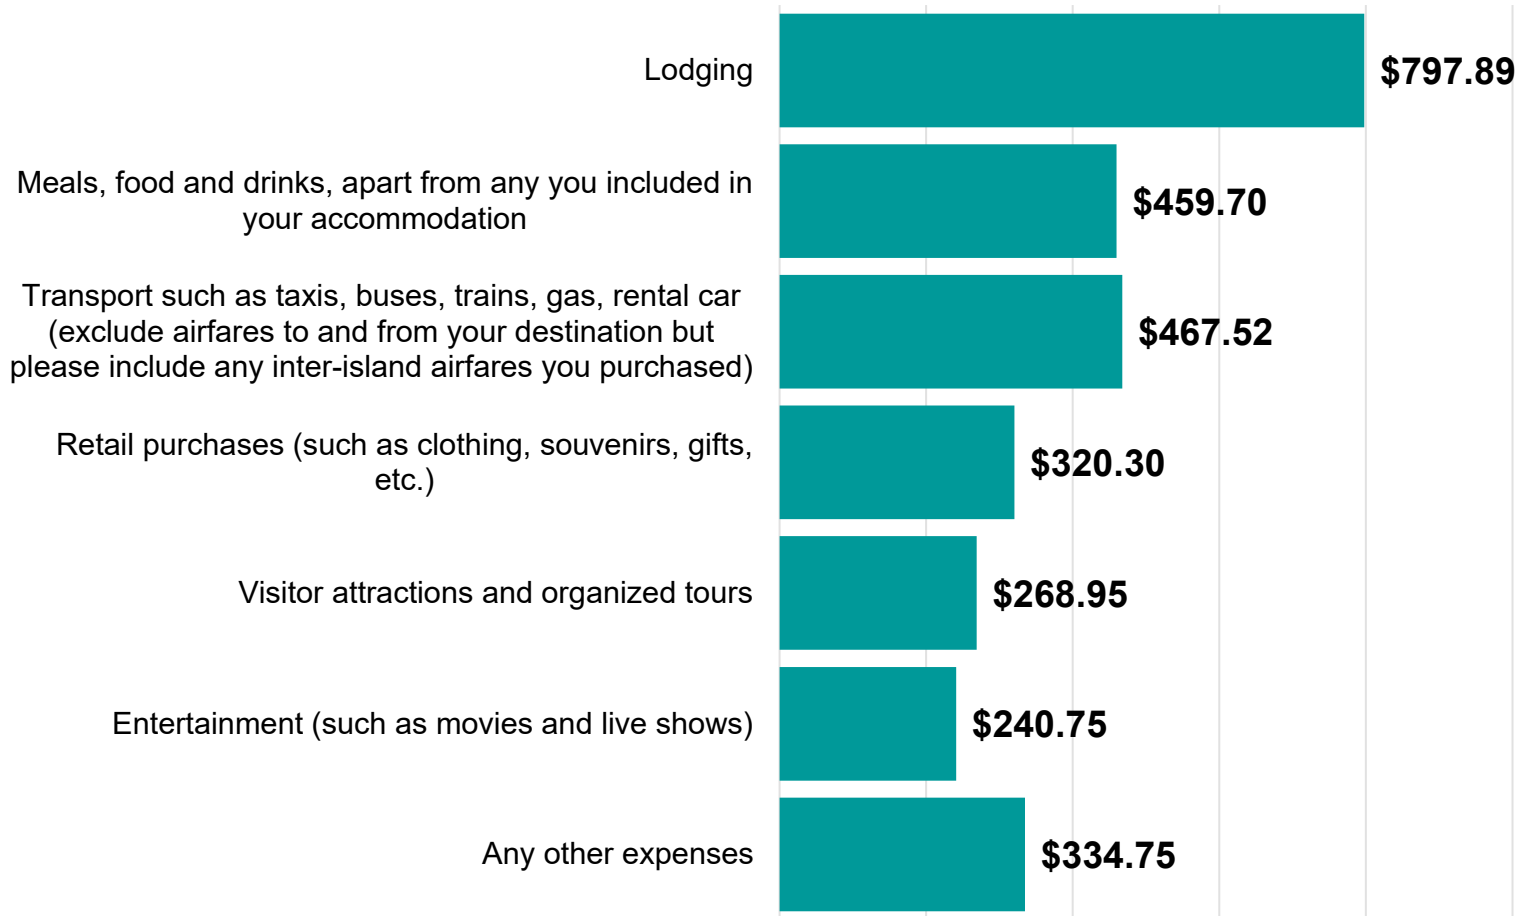 Lodging
$797.89
Meals, food and drinks, apart from any you included in
your accommodation
$459.70
Transport such as taxis, buses, trains, gas, rental car
(exclude airfares to and from your destination but
please include any inter-island airfares you purchased)
$467.52
Retail purchases (such as clothing, souvenirs, gifts,
etc.)
$320.30
Visitor attractions and organized tours
$268.95
Entertainment (such as movies and live shows)
$240.75
Any other expenses
$334.75